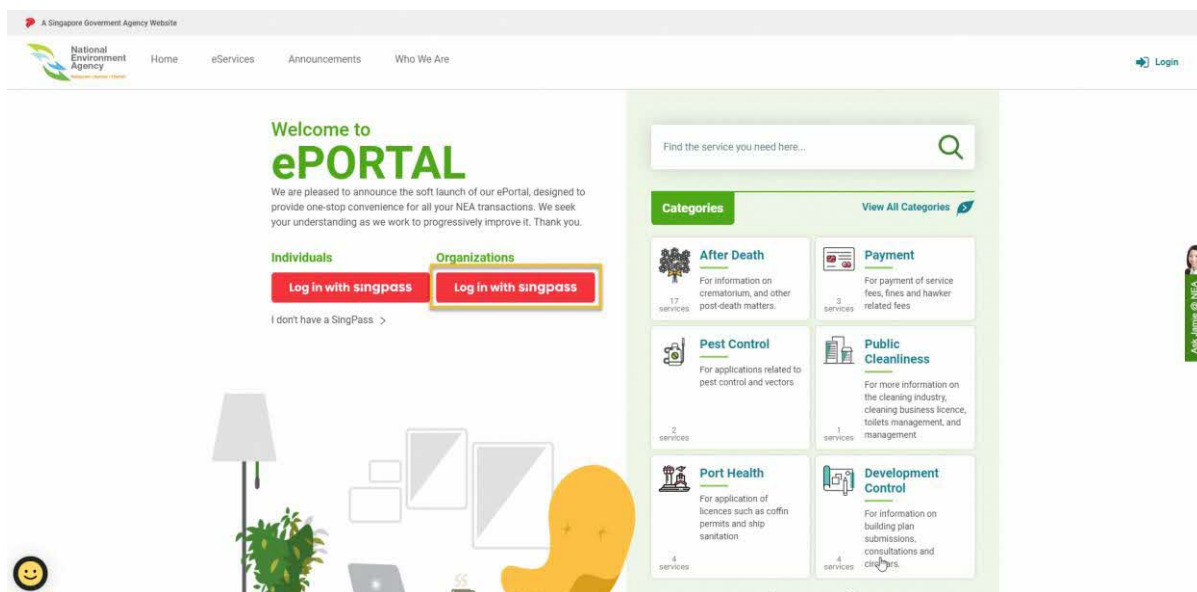 A Singapore Goverment Agency Website
National
Environment
Agency
Home
eServices
Announcements
Who We Are
Login
Welcome to
ePORTAL
We are pleased to announce the soft launch of our ePortal, designed to
provide one-stop convenience for all your NEA transactions. We seek
your understanding as we work to progressively improve it. Thank you.
Individuals
Organizations
Log in with singpass
Log in with singpass
I don't have a SingPass >
Find the service you need here...
Categories
View All Categories
After Death
For information on
crematorium, and other
post-death matters.
17
services
Payment
For payment of service
fees, fines and hawker
related fees
3
services
Pest Control
For applications related to
pest control and vectors
2
services
Public
Cleanliness
For more information on
the cleaning industry,
cleaning business licence,
toilets management, and
management
1
services
Port Health
For application of
licences such as coffin
permits and ship
sanitation
4
services
Development
Control
For information on
building plan
submissions,
consultations and
4
services
Ask Jamie @ NEA